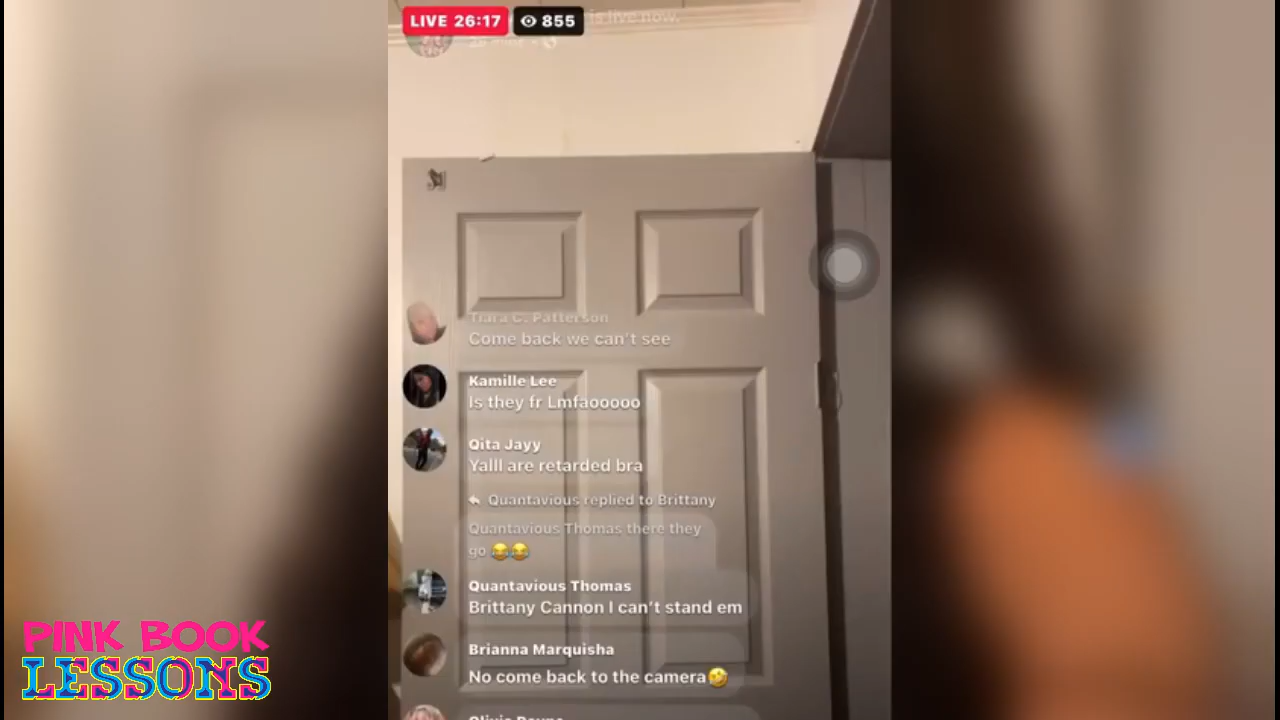 LIVE 26:17 855 is live now.
Tiara C. Patterson
Come back we can't see
Kamille Lee
Is they fr Lmfaooooo
Qita Jayy
Yalll are retarded bra
Quantavious replied to Brittany
Quantavious Thomas there they
go 😂😂
Quantavious Thomas
Brittany Cannon I can't stand em
Brianna Marquisha
No come back to the camera🤣
PINK BOOK
LESSONS